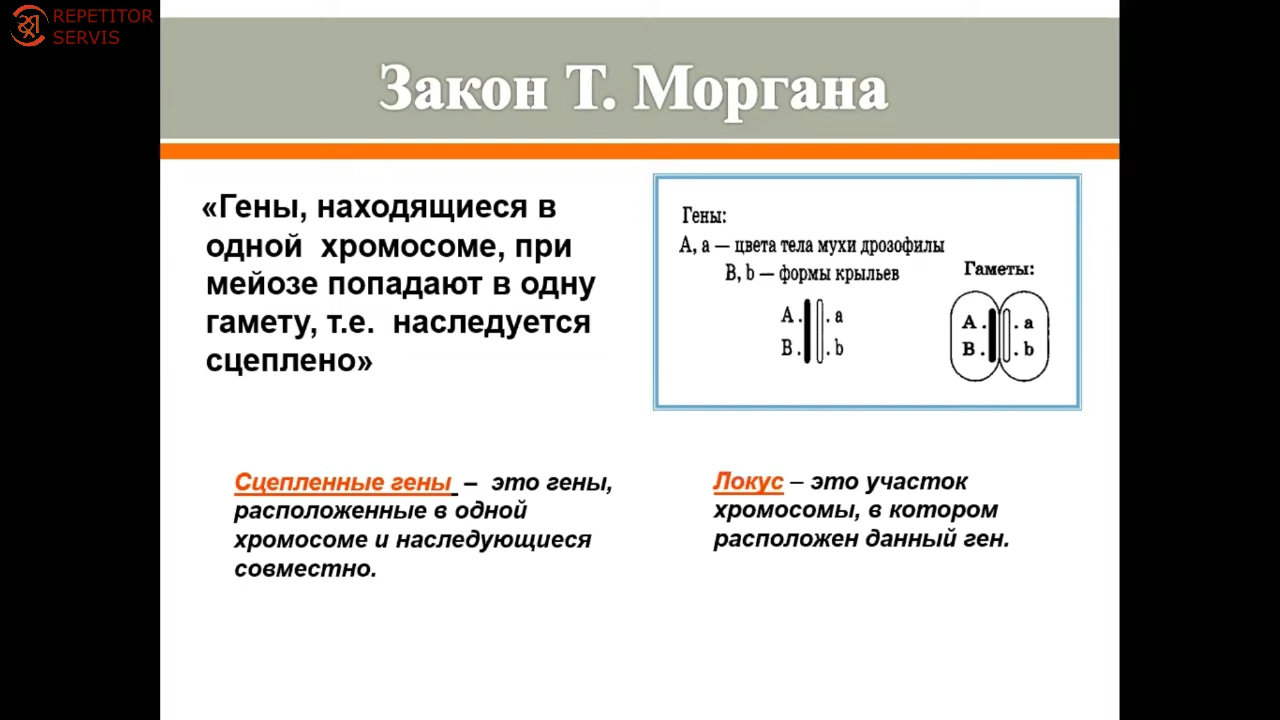 REPETITOR
SERVIS
Закон Т. Моргана
«Гены, находящиеся в
одной хромосоме, при
мейозе попадают в одну
гамету, т.е. наследуется
сцеплено»
Гены:
А, а — цвета тела мухи дрозофилы
В, b — формы крыльев
Гаметы:
А . . а
В . . b
А . . а
В . . b
Сцепленные гены – это гены,
расположенные в одной
хромосоме и наследующиеся
совместно.
Локус – это участок
хромосомы, в котором
расположен данный ген.